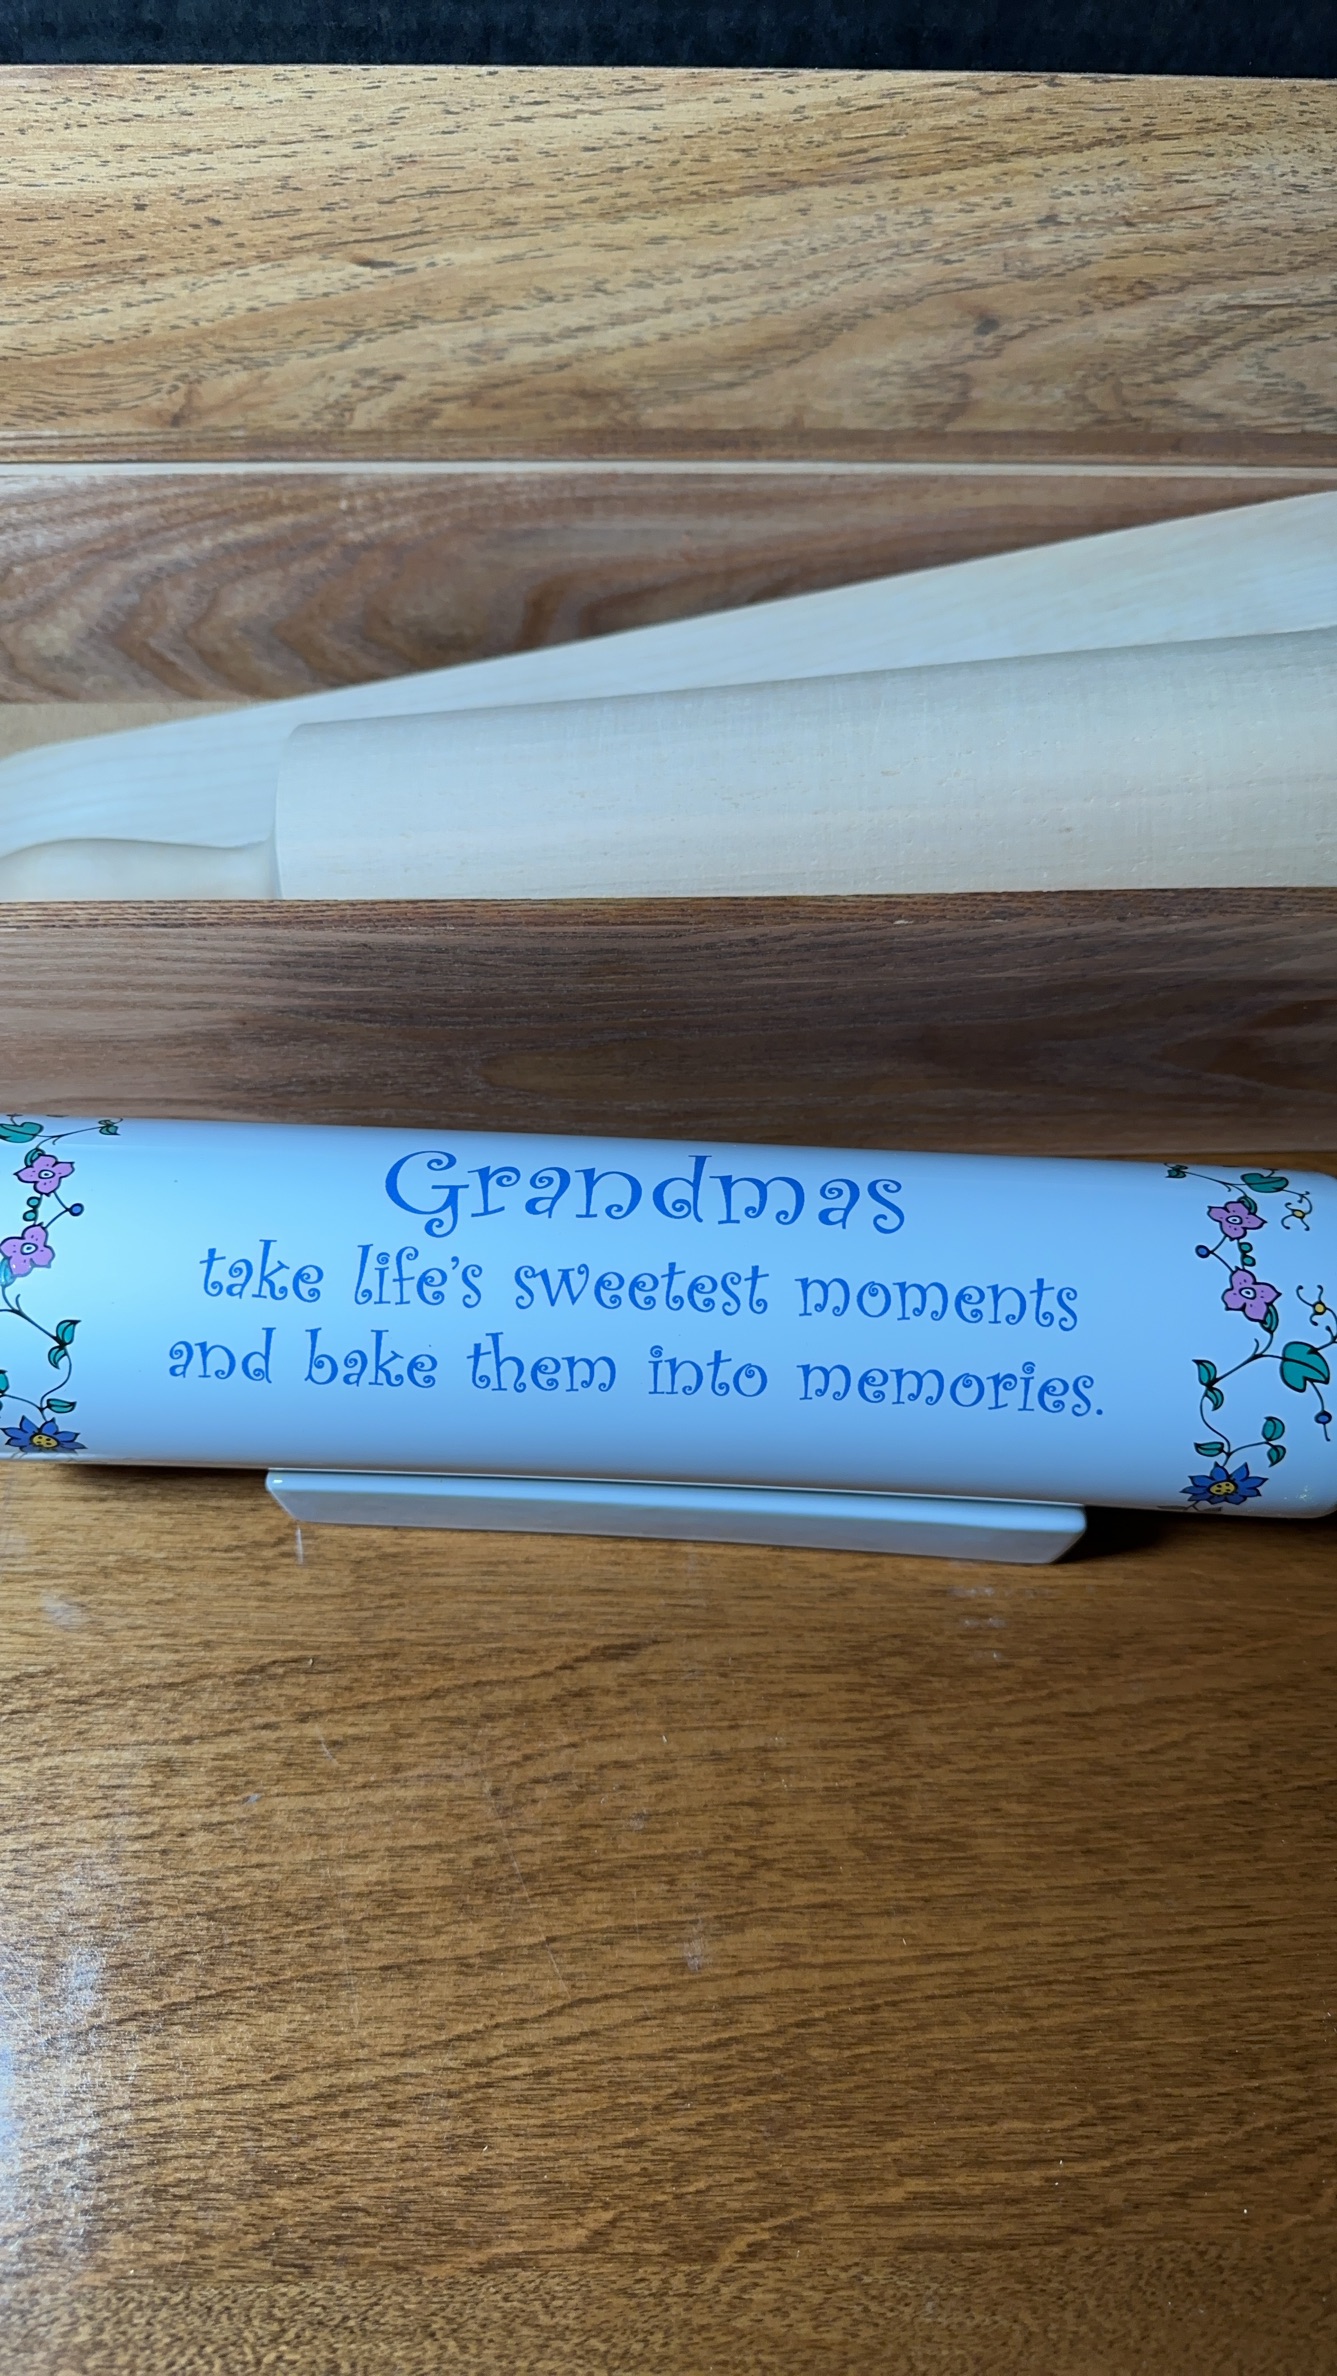 Grandmas
take life's sweetest moments
and bake them into memories.